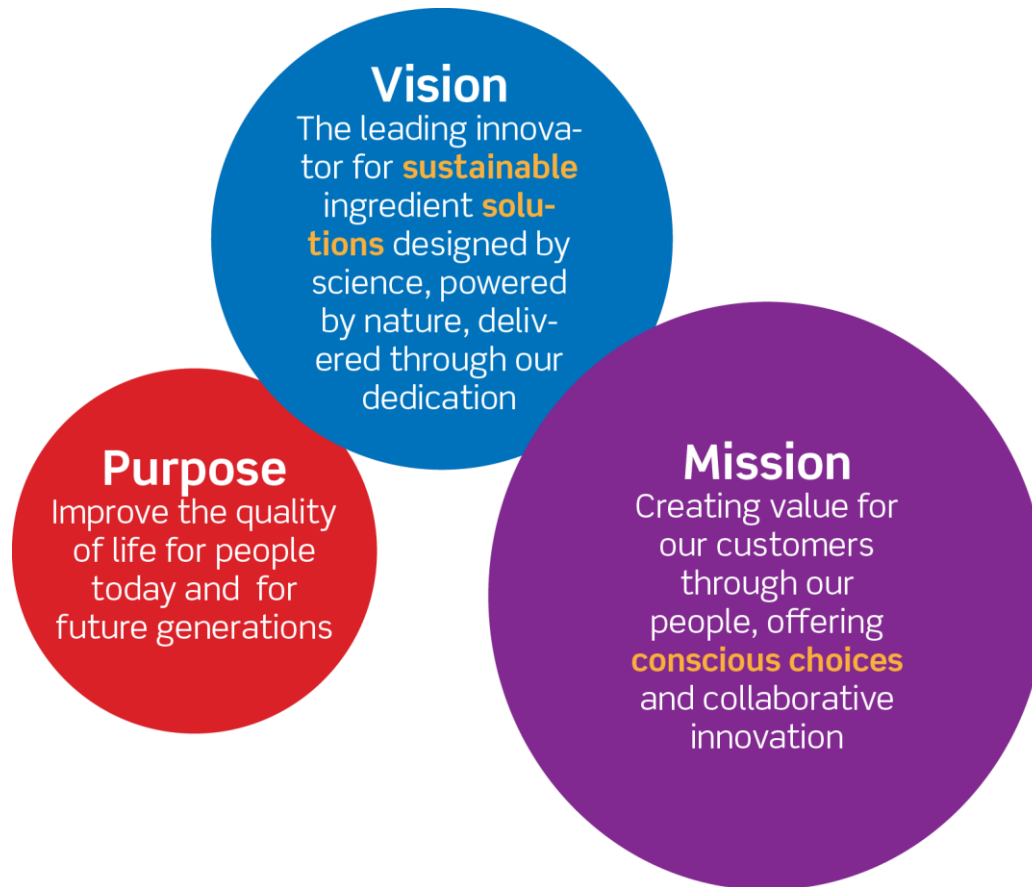 Vision
The leading innova-
tor for sustainable
ingredient solu-
tions designed by
science, powered
by nature, deliv-
ered through our
dedication
Purpose
Improve the quality
of life for people
today and for
future generations
Mission
Creating value for
our customers
through our
people, offering
conscious choices
and collaborative
innovation